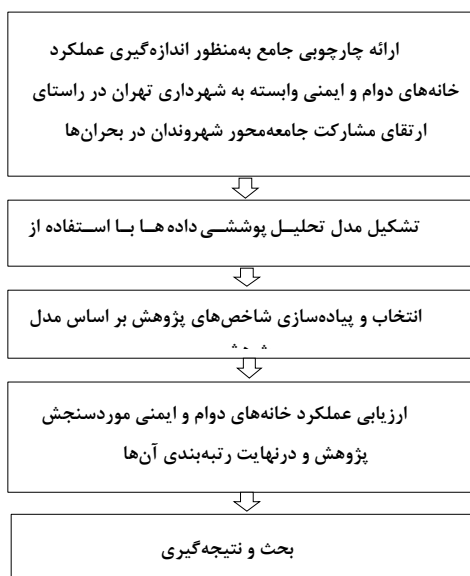 ارائه چارچوبی جامع به‌منظور اندازه‌گیری عملکرد
خانه‌های دوام و ایمنی وابسته به شهرداری تهران در راستای
ارتقای مشارکت جامعه‌محور شهروندان در بحران‌ها
تشکیل مدل تحلیل پوششی داده ها با استفاده از
انتخاب و پیاده‌سازی شاخص‌های پژوهش بر اساس مدل
ارزیابی عملکرد خانه‌های دوام و ایمنی موردسنجش
پژوهش و درنهایت رتبه‌بندی آن‌ها
بحث و نتیجه‌گیری